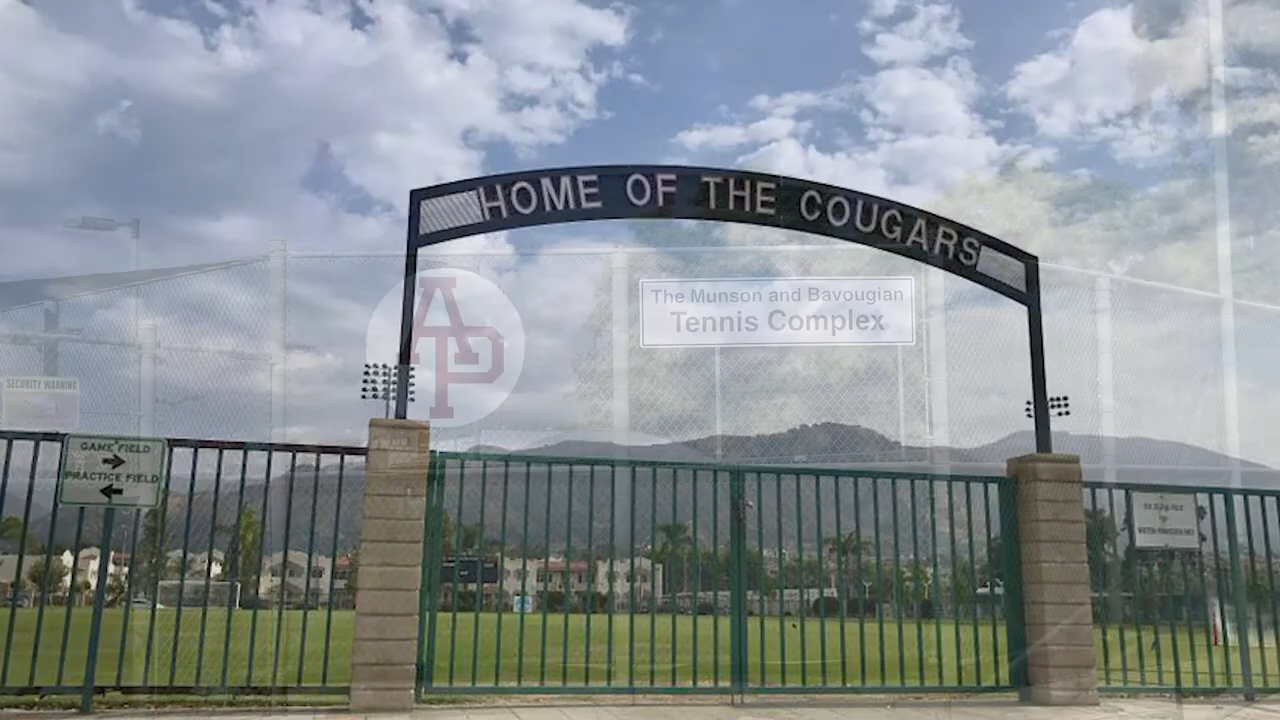 HOME OF THE COUGARS
AP
The Munson and Bavougian
Tennis Complex
SECURITY WARNING
GAME FIELD
PRACTICE FIELD